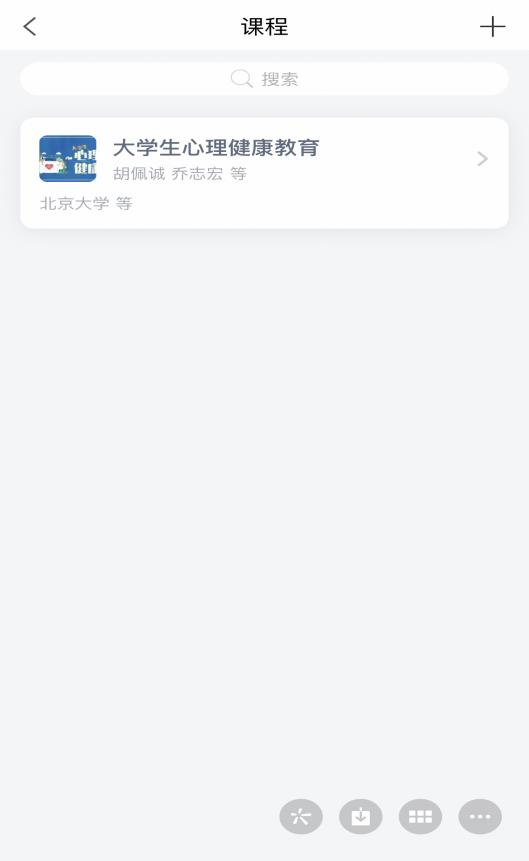 课程
搜索
大学生心理健康教育
胡佩诚 乔志宏 等
北京大学 等